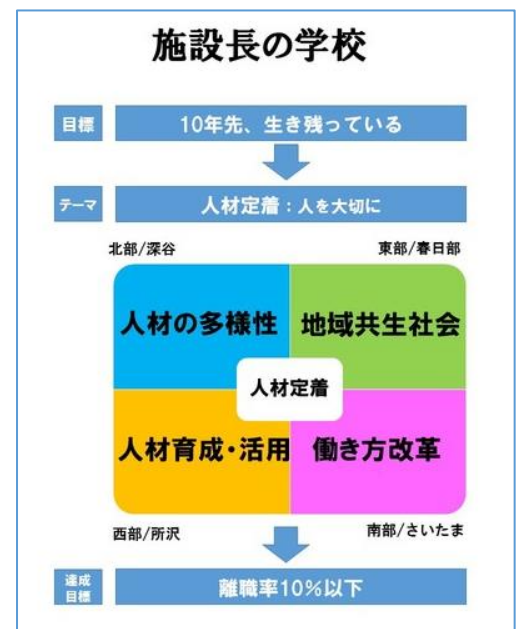 施設長の学校
目標
10年先、生き残っている
テーマ
人材定着：人を大切に
北部/深谷
東部/春日部
人材の多様性
地域共生社会
人材定着
人材育成・活用
働き方改革
西部/所沢
南部/さいたま
達成
目標
離職率10%以下